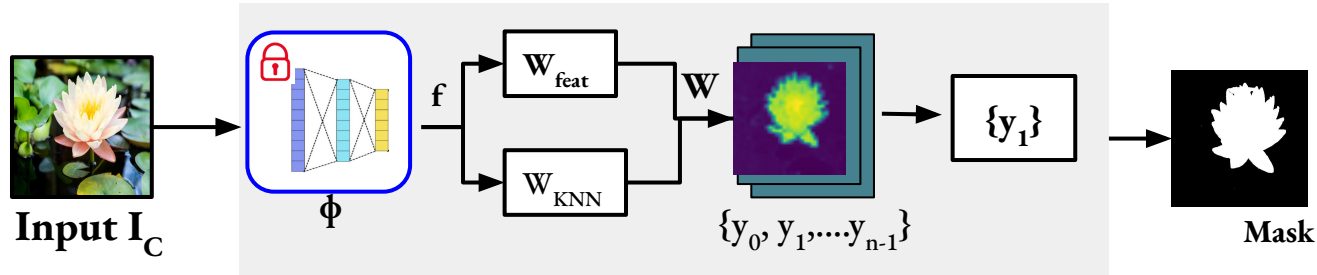 Input I_C
ϕ
f
W_feat
W_KNN
W
{y_0, y_1,....y_n-1}
{y_1}
Mask